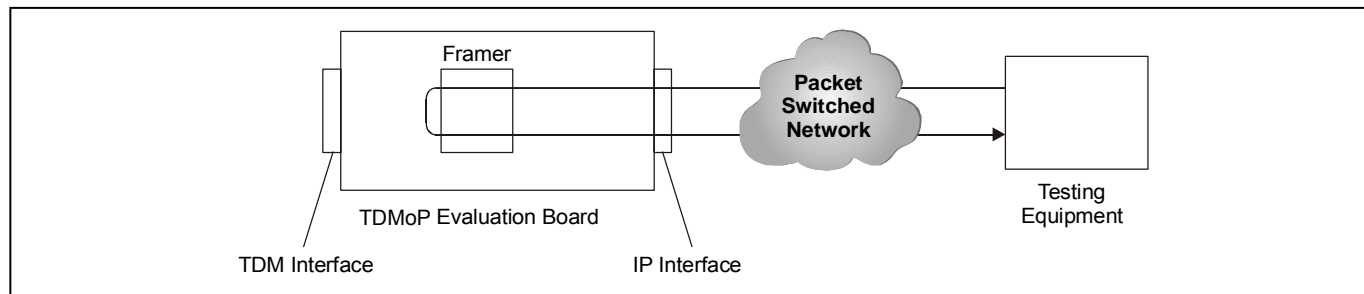 Framer
Packet
Switched
Network
Testing
Equipment
TDMoP Evaluation Board
TDM Interface
IP Interface